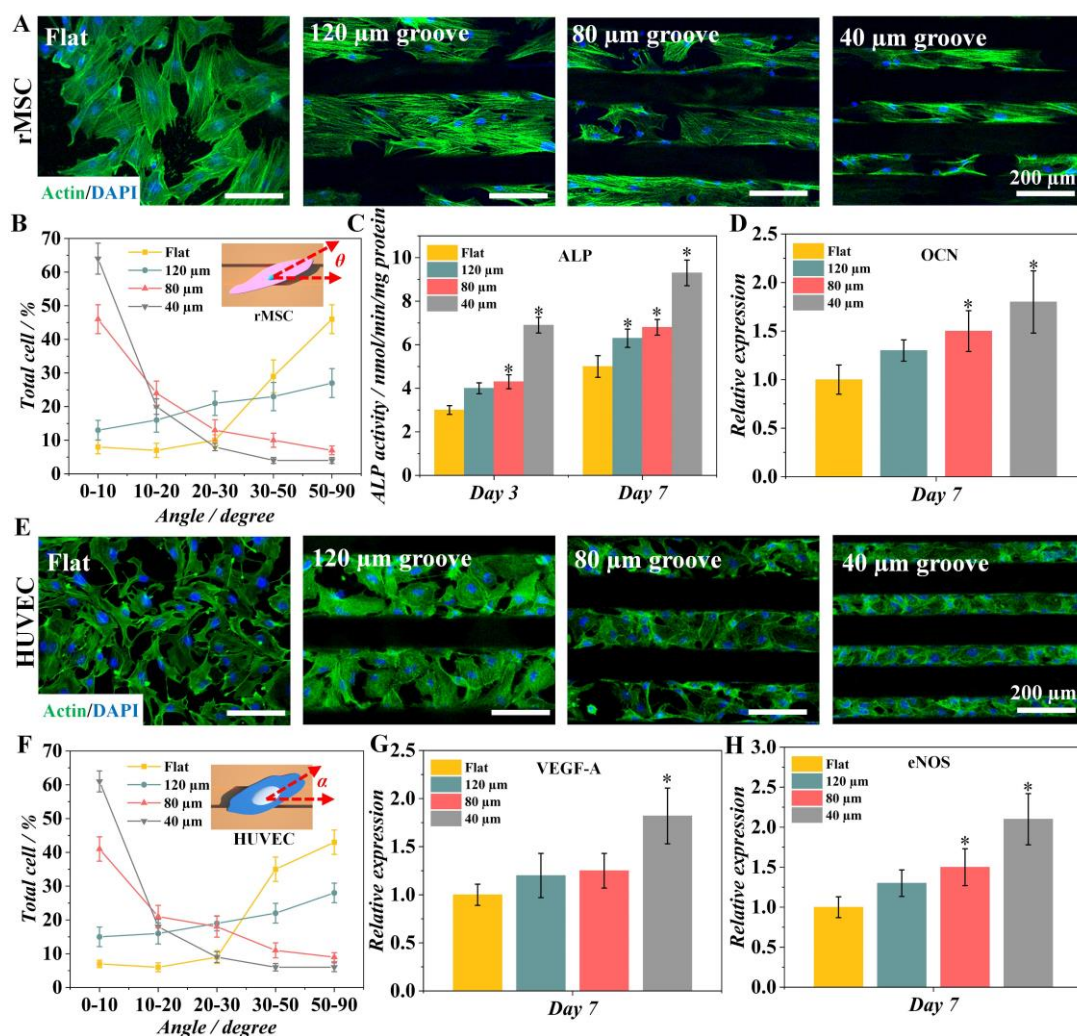 A
Flat
120 µm groove
80 µm groove
40 µm groove
rMSC
Actin/DAPI
200 µm
B
Total cell / %
70
60
50
40
30
20
10
0
Flat
120 µm
80 µm
40 µm
θ
rMSC
0-10 10-20 20-30 30-50 50-90
Angle / degree
C
ALP activity / nmol/min/mg protein
10
8
6
4
2
0
Flat
120 µm
80 µm
40 µm
ALP
* * * * *
Day 3 Day 7
D
Relative expression
2.5
2.0
1.5
1.0
0.5
0.0
Flat
120 µm
80 µm
40 µm
OCN
* *
Day 7
E
Flat
120 µm groove
80 µm groove
40 µm groove
HUVEC
Actin/DAPI
200 µm
F
Total cell / %
70
60
50
40
30
20
10
0
Flat
120 µm
80 µm
40 µm
α
HUVEC
0-10 10-20 20-30 30-50 50-90
Angle / degree
G
Relative expression
2.5
2.0
1.5
1.0
0.5
0.0
VEGF-A
Flat
120 µm
80 µm
40 µm
*
Day 7
H
Relative expression
3.0
2.5
2.0
1.5
1.0
0.5
0.0
eNOS
Flat
120 µm
80 µm
40 µm
* *
Day 7